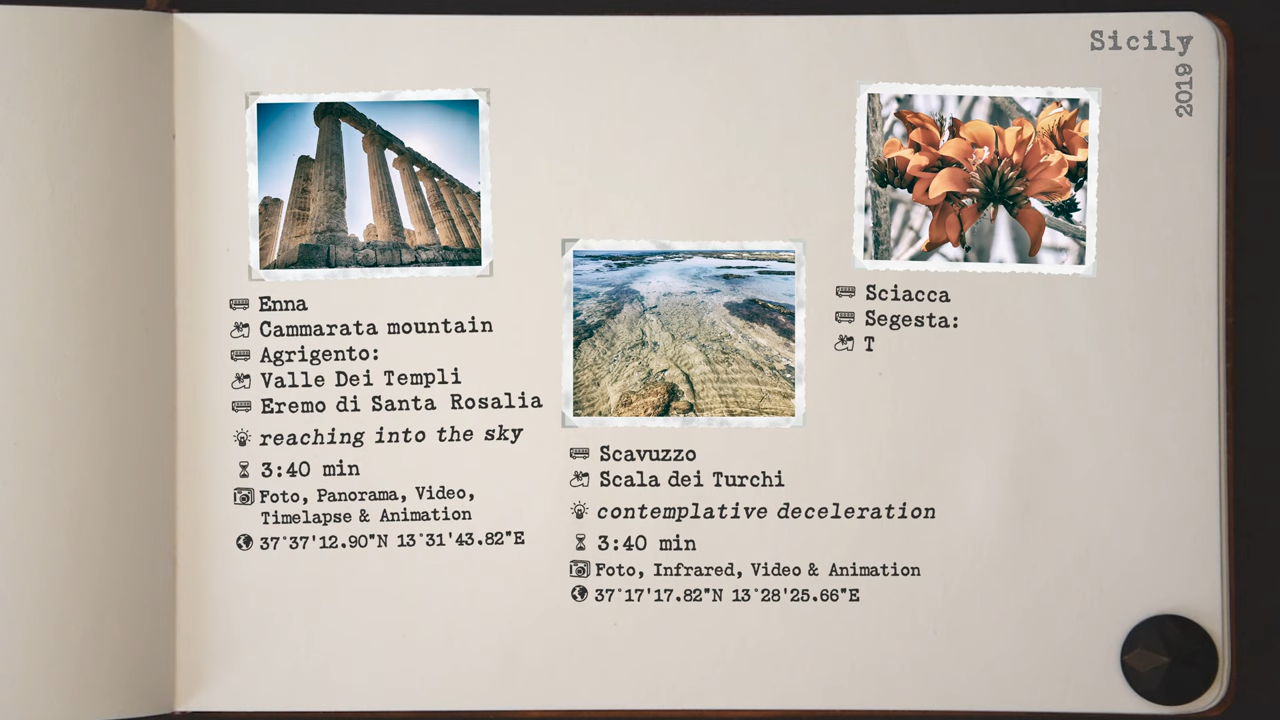 Sicily
2019
Enna
Cammarata mountain
Agrigento:
Valle Dei Templi
Eremo di Santa Rosalia
reaching into the sky
3:40 min
Foto, Panorama, Video,
Timelapse & Animation
37°37'12.90"N 13°31'43.82"E
Scavuzzo
Scala dei Turchi
contemplative deceleration
3:40 min
Foto, Infrared, Video & Animation
37°17'17.82"N 13°28'25.66"E
Sciacca
Segesta:
T